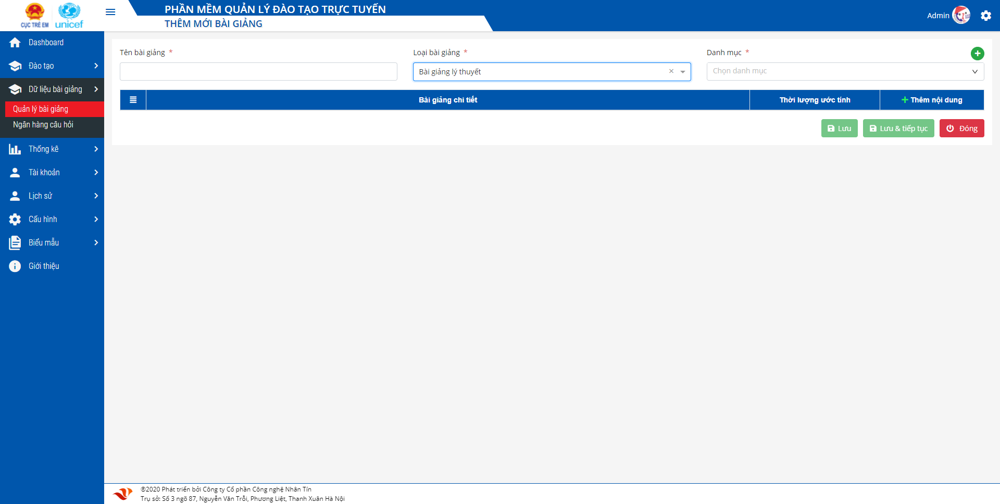 CỤC TRẺ EM
unicef
PHẦN MỀM QUẢN LÝ ĐÀO TẠO TRỰC TUYẾN
THÊM MỚI BÀI GIẢNG
Admin
Dashboard
Đào tạo
Dữ liệu bài giảng
Quản lý bài giảng
Ngân hàng câu hỏi
Thống kê
Tài khoản
Lịch sử
Cấu hình
Biểu mẫu
Giới thiệu
Tên bài giảng *
Loại bài giảng *
Danh mục *
Bài giảng lý thuyết
Chọn danh mục
Bài giảng chi tiết
Thời lượng ước tính
Thêm nội dung
Lưu
Lưu & tiếp tục
Đóng
®2020 Phát triển bởi Công ty Cổ phần Công nghệ Nhân Tín
Trụ sở: Số 3 ngõ 87, Nguyễn Văn Trỗi, Phương Liệt, Thanh Xuân Hà Nội